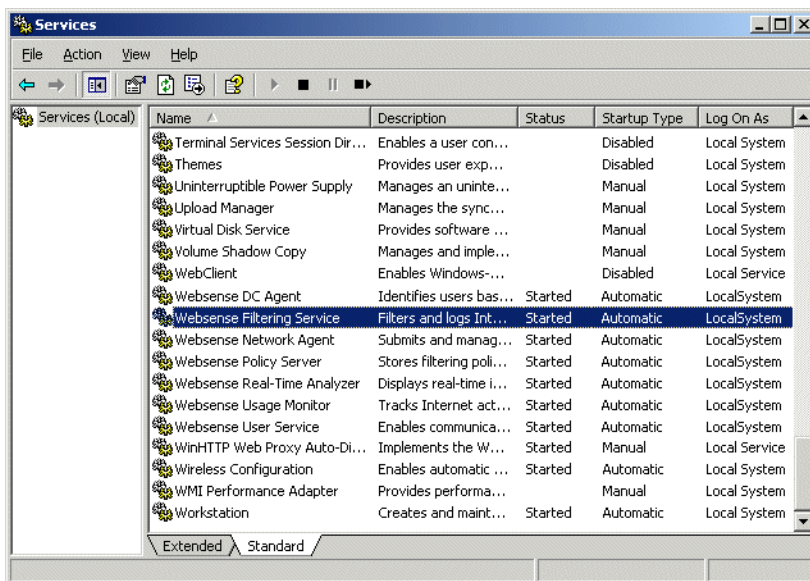 Services
File Action View Help
Services (Local)
Name Description Status Startup Type Log On As
Terminal Services Session Dir... Enables a user con... Disabled Local System
Themes Provides user exp... Disabled Local System
Uninterruptible Power Supply Manages an uninte... Manual Local System
Upload Manager Manages the sync... Manual Local System
Virtual Disk Service Provides software ... Manual Local System
Volume Shadow Copy Manages and imple... Manual Local System
WebClient Enables Windows-... Disabled Local Service
Websense DC Agent Identifies users bas... Started Automatic LocalSystem
Websense Filtering Service Filters and logs Int... Started Automatic LocalSystem
Websense Network Agent Submits and manag... Started Automatic LocalSystem
Websense Policy Server Stores filtering poli... Started Automatic LocalSystem
Websense Real-Time Analyzer Displays real-time i... Started Automatic LocalSystem
Websense Usage Monitor Tracks Internet act... Started Automatic LocalSystem
Websense User Service Enables communica... Started Automatic LocalSystem
WinHTTP Web Proxy Auto-Di... Implements the W... Started Manual Local Service
Wireless Configuration Enables automatic ... Started Automatic Local System
WMI Performance Adapter Provides performa... Manual Local System
Workstation Creates and maint... Started Automatic Local System
Extended Standard